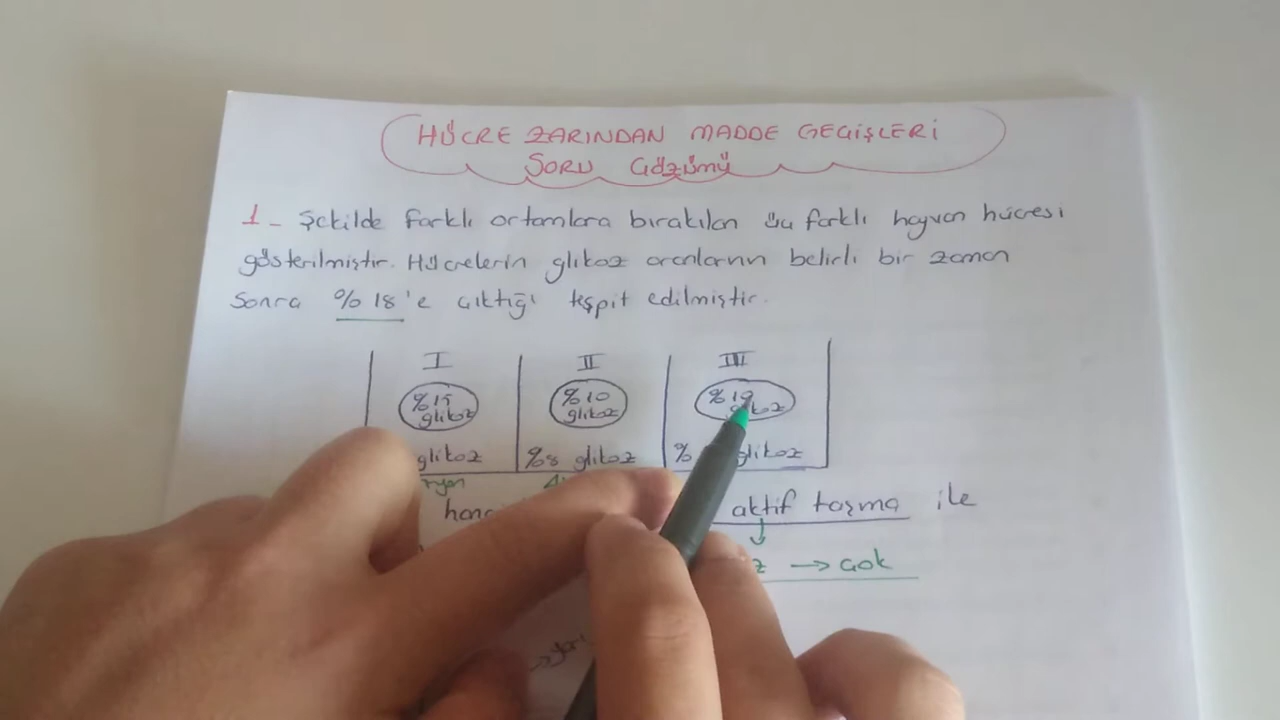 HÜCRE ZARINDAN MADDE GEÇİŞLERİ
SORU ÇÖZÜMÜ
1- Şekilde farklı ortamlara bırakılan üç farklı hayvan hücresi
gösterilmiştir. Hücrelerin glikoz oranlarının belirli bir zaman
sonra %18'e çıktığı tespit edilmiştir.
I II III
%15 glikoz %10 glikoz
glikoz %8 glikoz % glikoz
aktif taşıma ile
→ çok